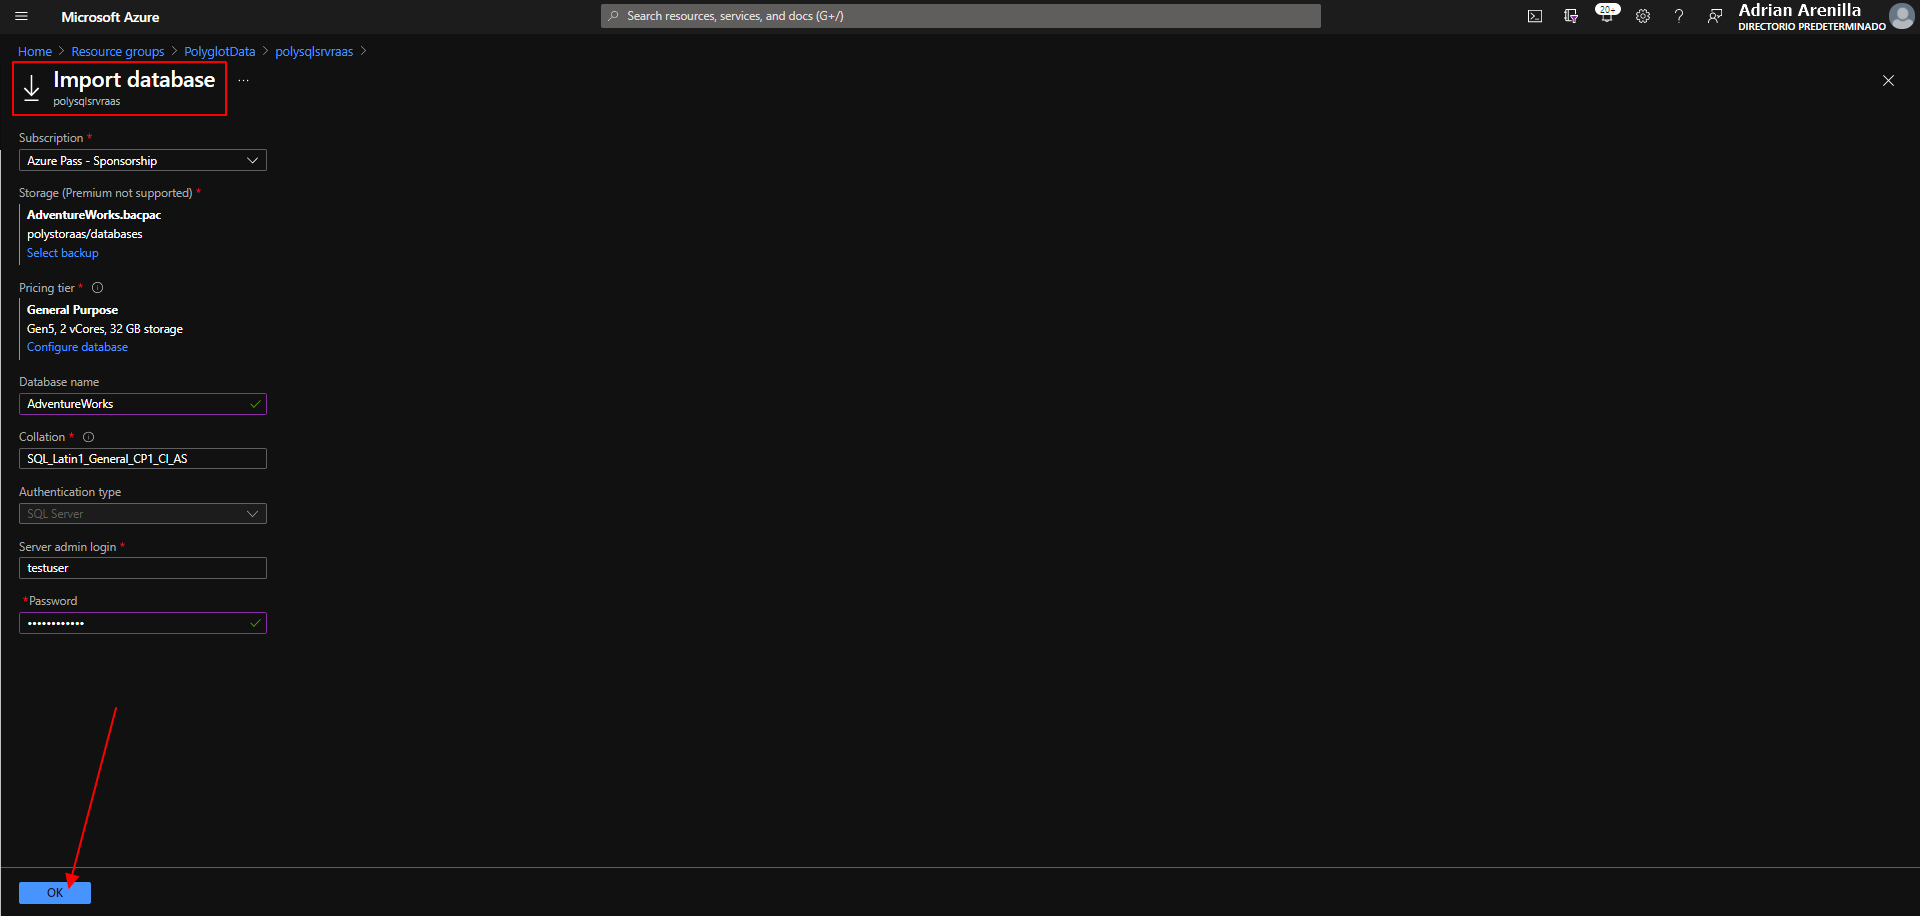 Microsoft Azure
Search resources, services, and docs (G+/)
20+
Adrian Arenilla
DIRECTORIO PREDETERMINADO
Home > Resource groups > PolyglotData > polysqlsrvraas >
Import database ...
polysqlsrvraas
Subscription *
Azure Pass - Sponsorship
Storage (Premium not supported) *
AdventureWorks.bacpac
polystoraas/databases
Select backup
Pricing tier *
General Purpose
Gen5, 2 vCores, 32 GB storage
Configure database
Database name
AdventureWorks
Collation *
SQL_Latin1_General_CP1_CI_AS
Authentication type
SQL Server
Server admin login *
testuser
*Password
••••••••••••
OK